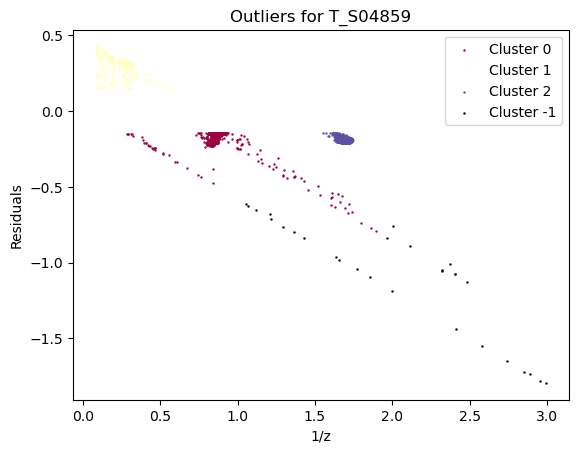 Outliers for T_S04859
Cluster 0
Cluster 1
Cluster 2
Cluster -1
Residuals
0.5
0.0
−0.5
−1.0
−1.5
0.0 0.5 1.0 1.5 2.0 2.5 3.0
1/z